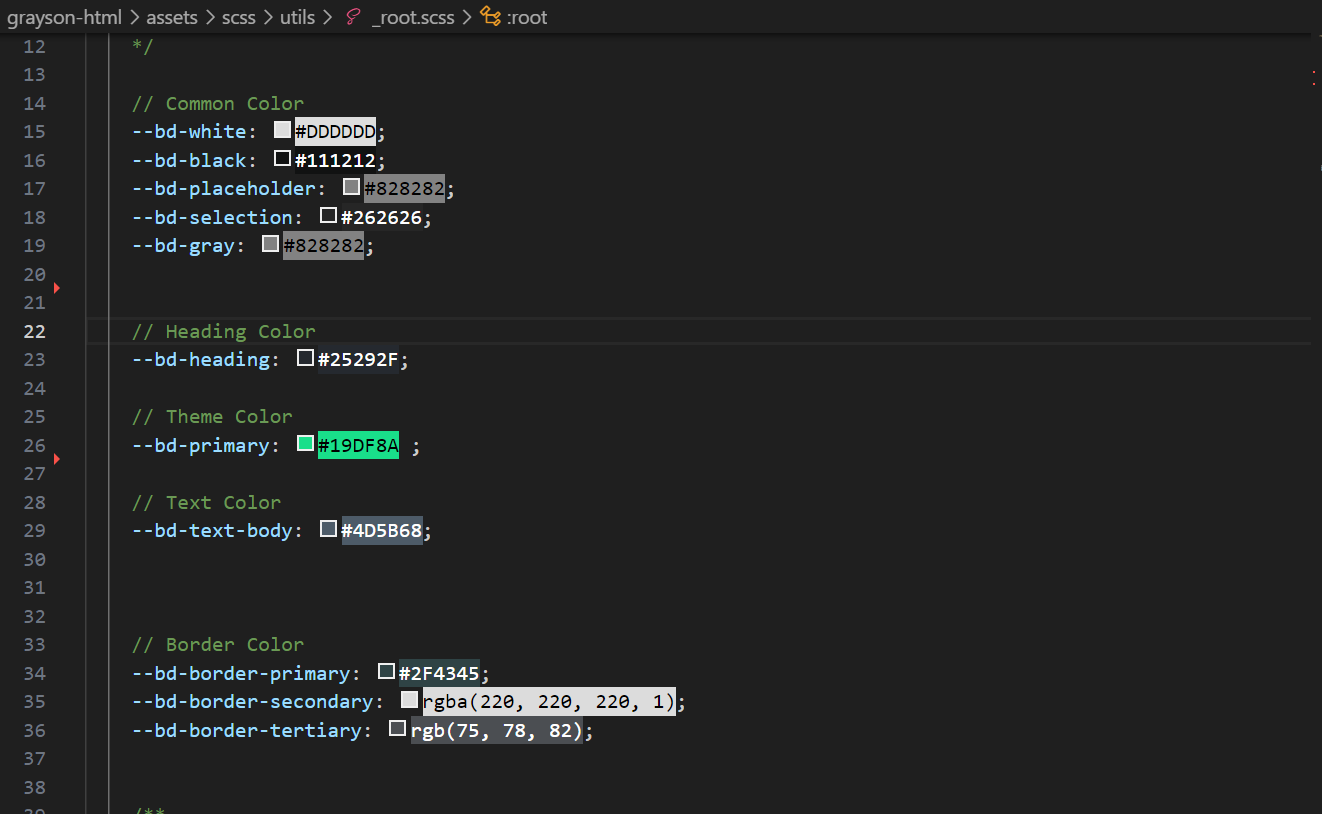 grayson-html > assets > scss > utils > _root.scss > :root
12 */
13
14 // Common Color
15 --bd-white: #DDDDDD;
16 --bd-black: #111212;
17 --bd-placeholder: #828282;
18 --bd-selection: #262626;
19 --bd-gray: #828282;
20
21
22 // Heading Color
23 --bd-heading: #25292F;
24
25 // Theme Color
26 --bd-primary: #19DF8A ;
27
28 // Text Color
29 --bd-text-body: #4D5B68;
30
31
32
33 // Border Color
34 --bd-border-primary: #2F4345;
35 --bd-border-secondary: rgba(220, 220, 220, 1);
36 --bd-border-tertiary: rgb(75, 78, 82);
37
38
39 /**